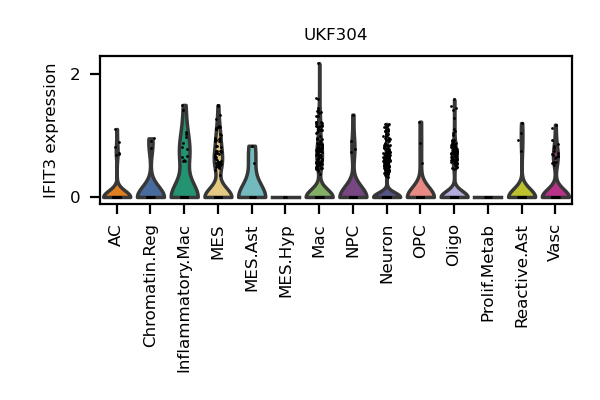 UKF304
IFIT3 expression
2
0
AC
Chromatin.Reg
Inflammatory.Mac
MES
MES.Ast
MES.Hyp
Mac
NPC
Neuron
OPC
Oligo
Prolif.Metab
Reactive.Ast
Vasc